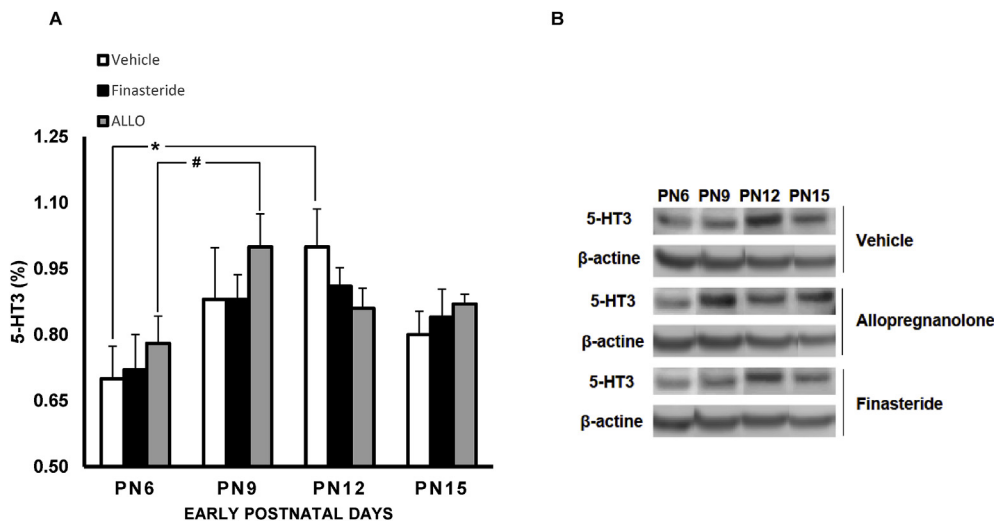 A
B
Vehicle
Finasteride
ALLO
1.25
*
#
1.10
0.95
0.80
0.65
0.50
5-HT3 (%)
PN6 PN9 PN12 PN15
EARLY POSTNATAL DAYS
PN6 PN9 PN12 PN15
5-HT3
β-actine
Vehicle
5-HT3
β-actine
Allopregnanolone
5-HT3
β-actine
Finasteride